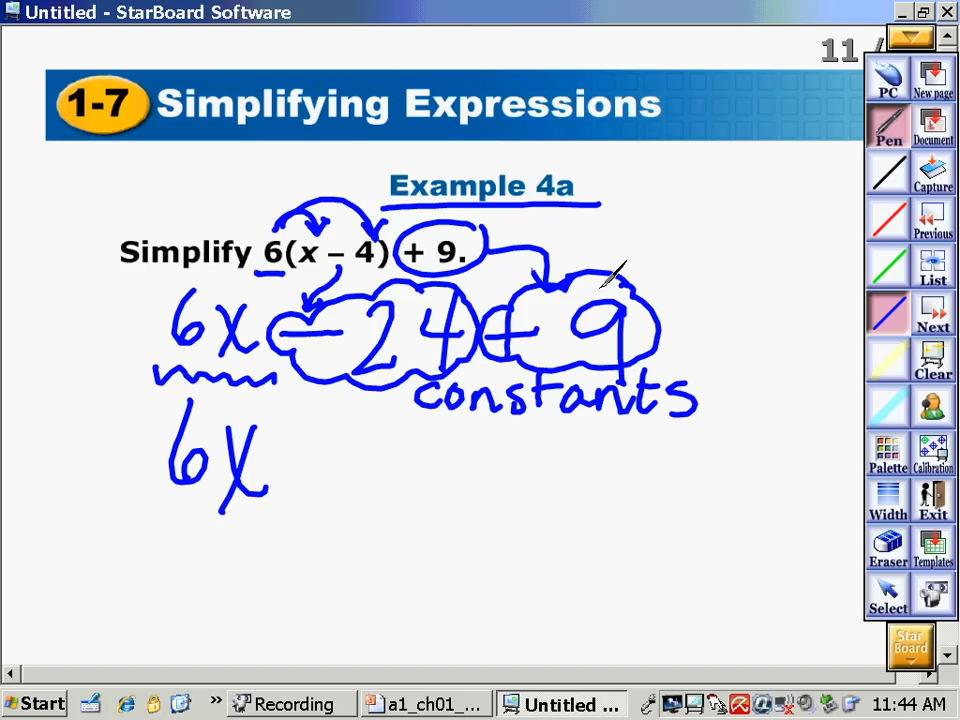 Untitled - StarBoard Software
11 /
1-7 Simplifying Expressions
Example 4a
Simplify 6(x – 4) + 9.
6x – 24 + 9
constants
6x
PC
New page
Pen
Document
Capture
Previous
List
Next
Clear
Palette
Calibration
Width
Exit
Eraser
Templates
Select
Star
Board
Start
»
Recording
a1_ch01_...
Untitled ...
11:44 AM